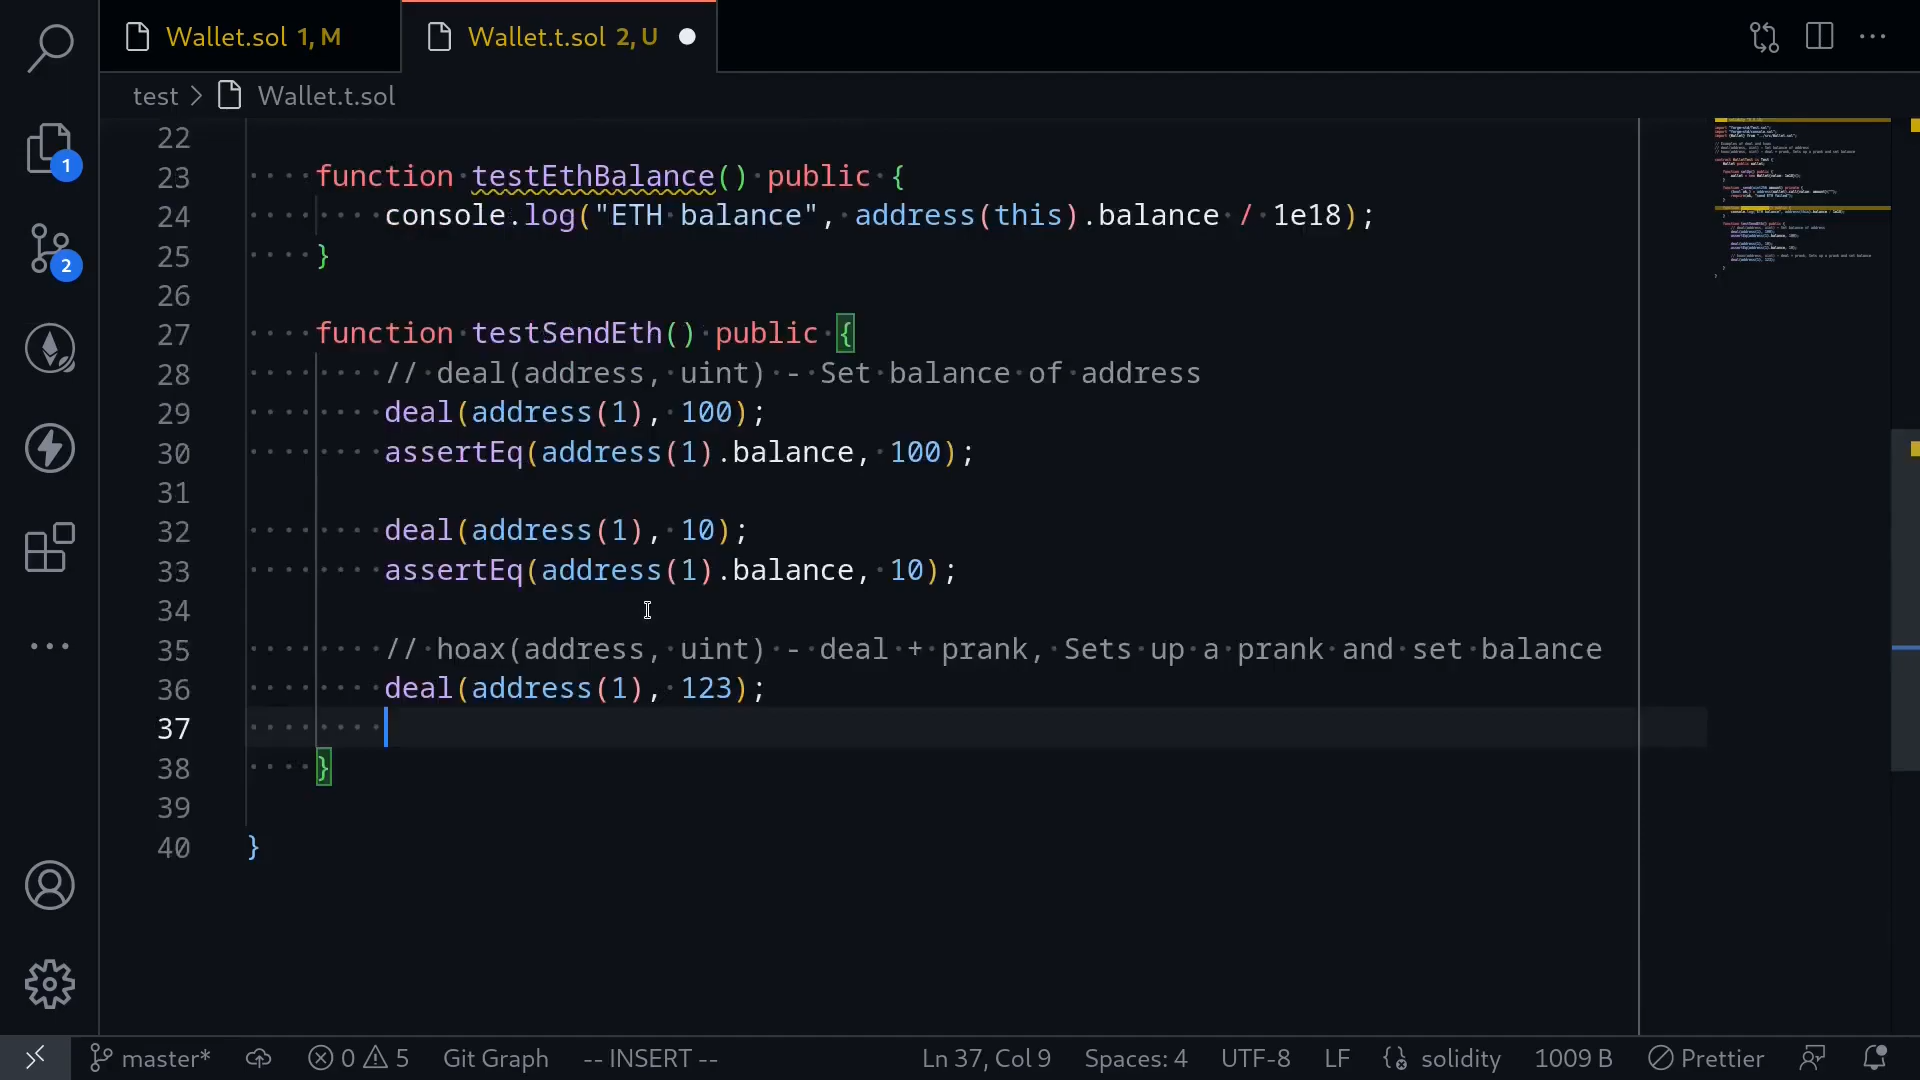 Wallet.sol 1, M
Wallet.t.sol 2, U
test > Wallet.t.sol
22
23 function testEthBalance() public {
24 console.log("ETH balance", address(this).balance / 1e18);
25 }
26
27 function testSendEth() public {
28 // deal(address, uint) - Set balance of address
29 deal(address(1), 100);
30 assertEq(address(1).balance, 100);
31
32 deal(address(1), 10);
33 assertEq(address(1).balance, 10);
34
35 // hoax(address, uint) - deal + prank, Sets up a prank and set balance
36 deal(address(1), 123);
37
38 }
39
40 }
1
2
master* 0 5 Git Graph -- INSERT -- Ln 37, Col 9 Spaces: 4 UTF-8 LF solidity 1009 B Prettier